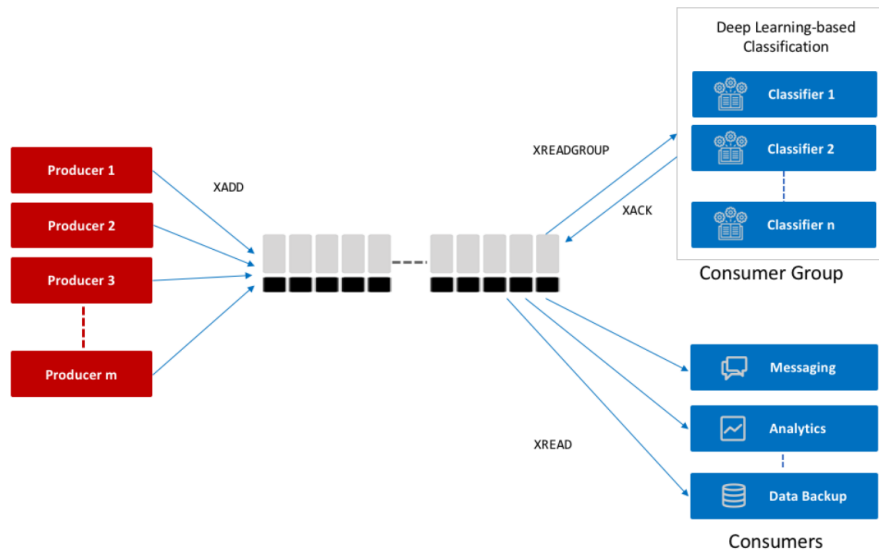 Deep Learning-based
Classification
Classifier 1
Classifier 2
Classifier n
Consumer Group
XREADGROUP
XACK
Producer 1
Producer 2
Producer 3
Producer m
XADD
XREAD
Messaging
Analytics
Data Backup
Consumers